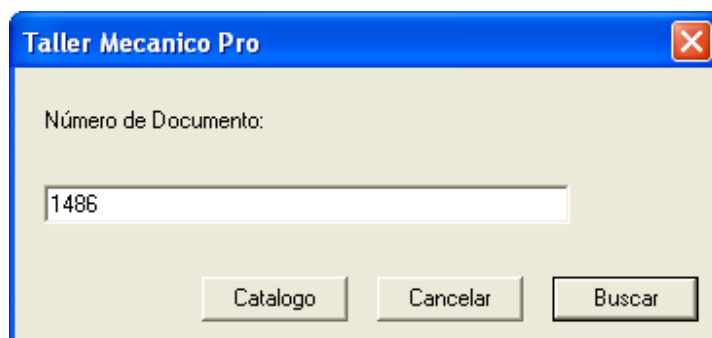 Taller Mecanico Pro
Número de Documento:
1486
Catalogo Cancelar Buscar